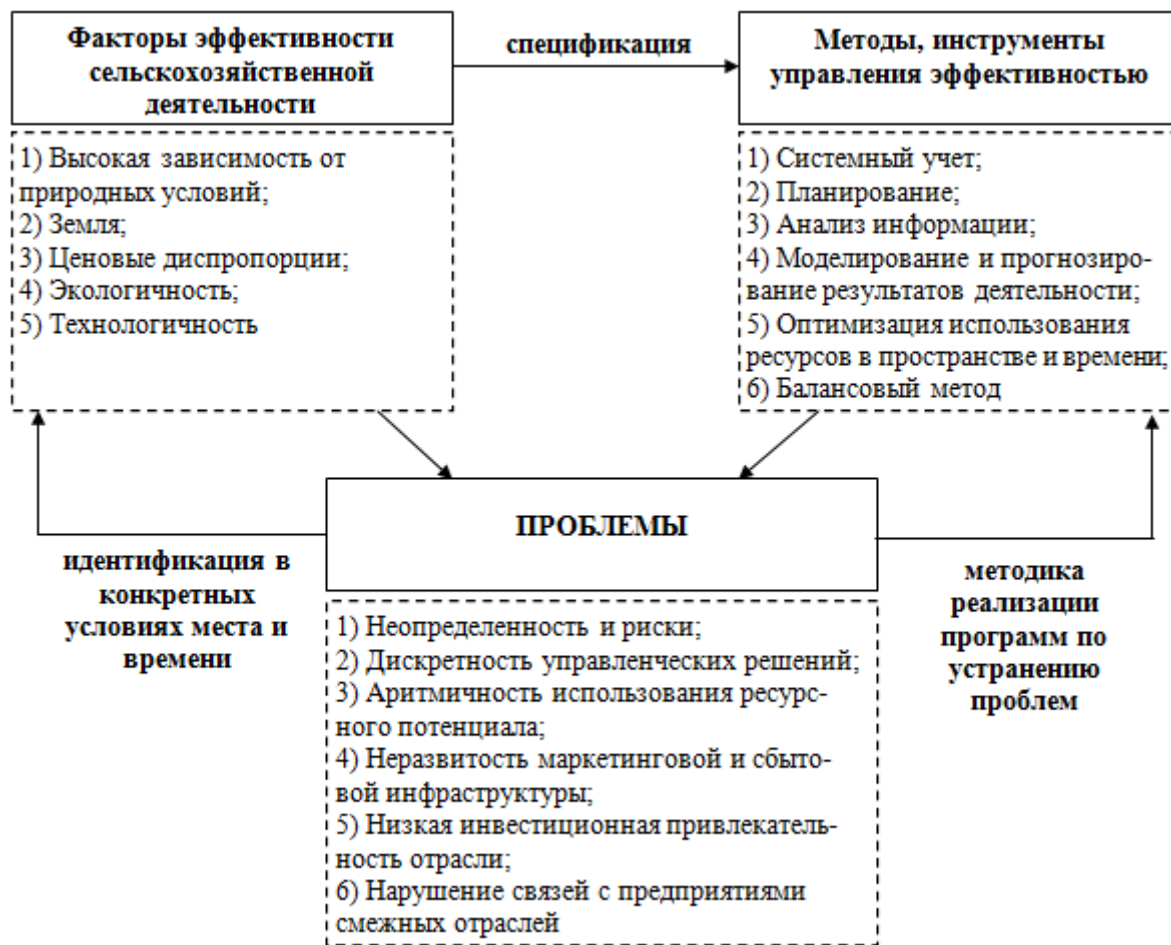 Факторы эффективности
сельскохозяйственной
деятельности
спецификация
Методы, инструменты
управления эффективностью
1) Высокая зависимость от
природных условий;
2) Земля;
3) Ценовые диспропорции;
4) Экологичность;
5) Технологичность
1) Системный учет;
2) Планирование;
3) Анализ информации;
4) Моделирование и прогнозиро-
вание результатов деятельности;
5) Оптимизация использования
ресурсов в пространстве и времени;
6) Балансовый метод
ПРОБЛЕМЫ
идентификация в
конкретных
условиях места и
времени
методика
реализации
программ по
устранению
проблем
1) Неопределенность и риски;
2) Дискретность управленческих решений;
3) Аритмичность использования ресурс-
ного потенциала;
4) Неразвитость маркетинговой и сбыто-
вой инфраструктуры;
5) Низкая инвестиционная привлекатель-
ность отрасли;
6) Нарушение связей с предприятиями
смежных отраслей